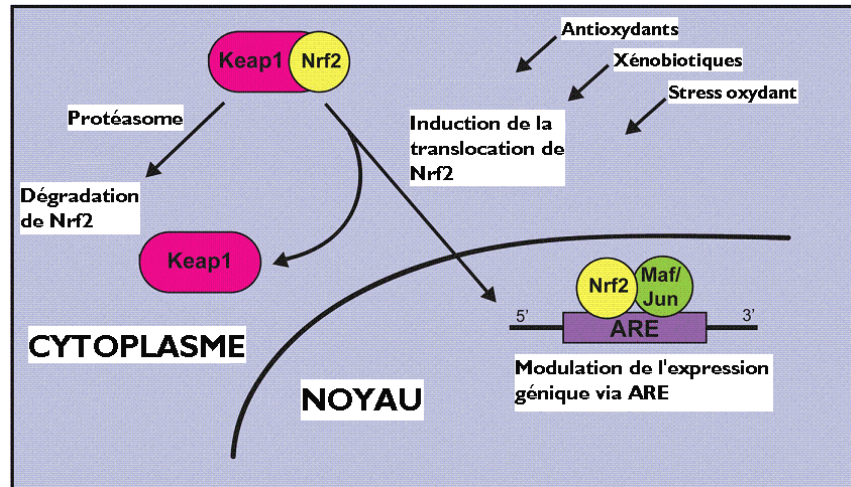 Keap1
Nrf2
Antioxydants
Xénobiotiques
Stress oxydant
Protéasome
Induction de la
translocation de
Nrf2
Dégradation
de Nrf2
Keap1
Nrf2
Maf/
Jun
5'
ARE
3'
CYTOPLASME
NOYAU
Modulation de l'expression
génique via ARE